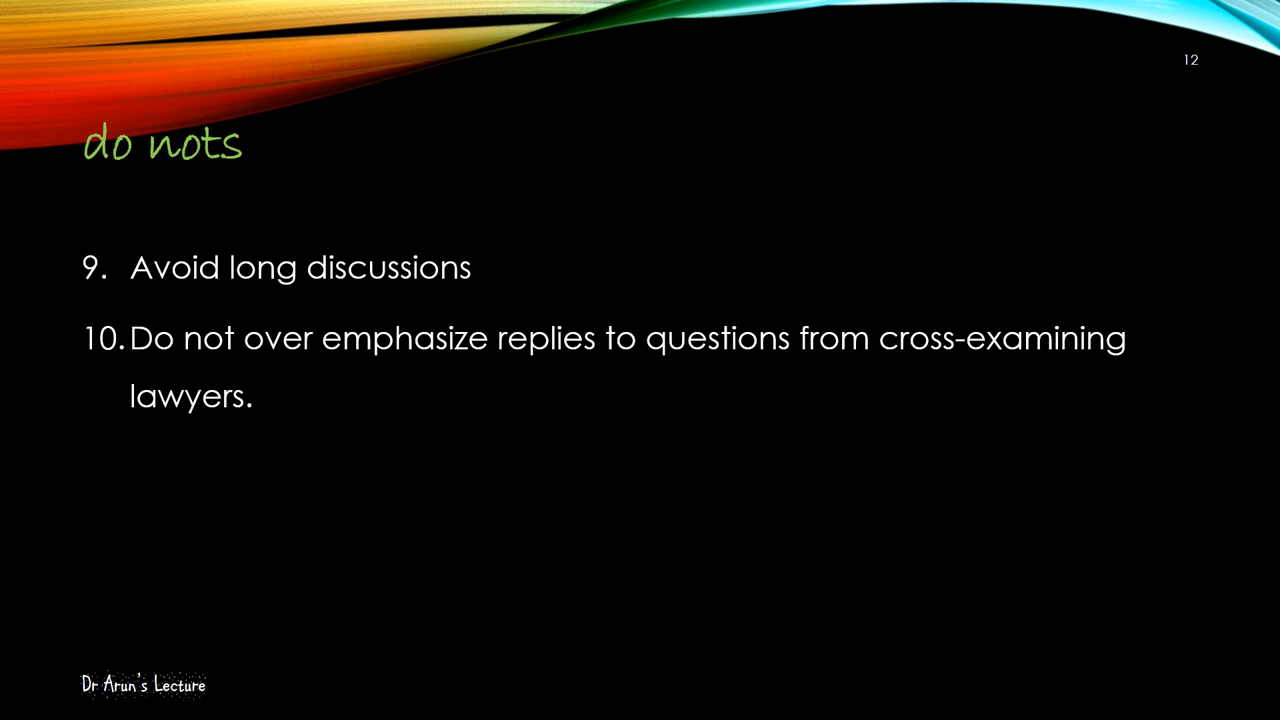 12
do nots
9. Avoid long discussions
10. Do not over emphasize replies to questions from cross-examining
lawyers.
Dr Arun's Lecture